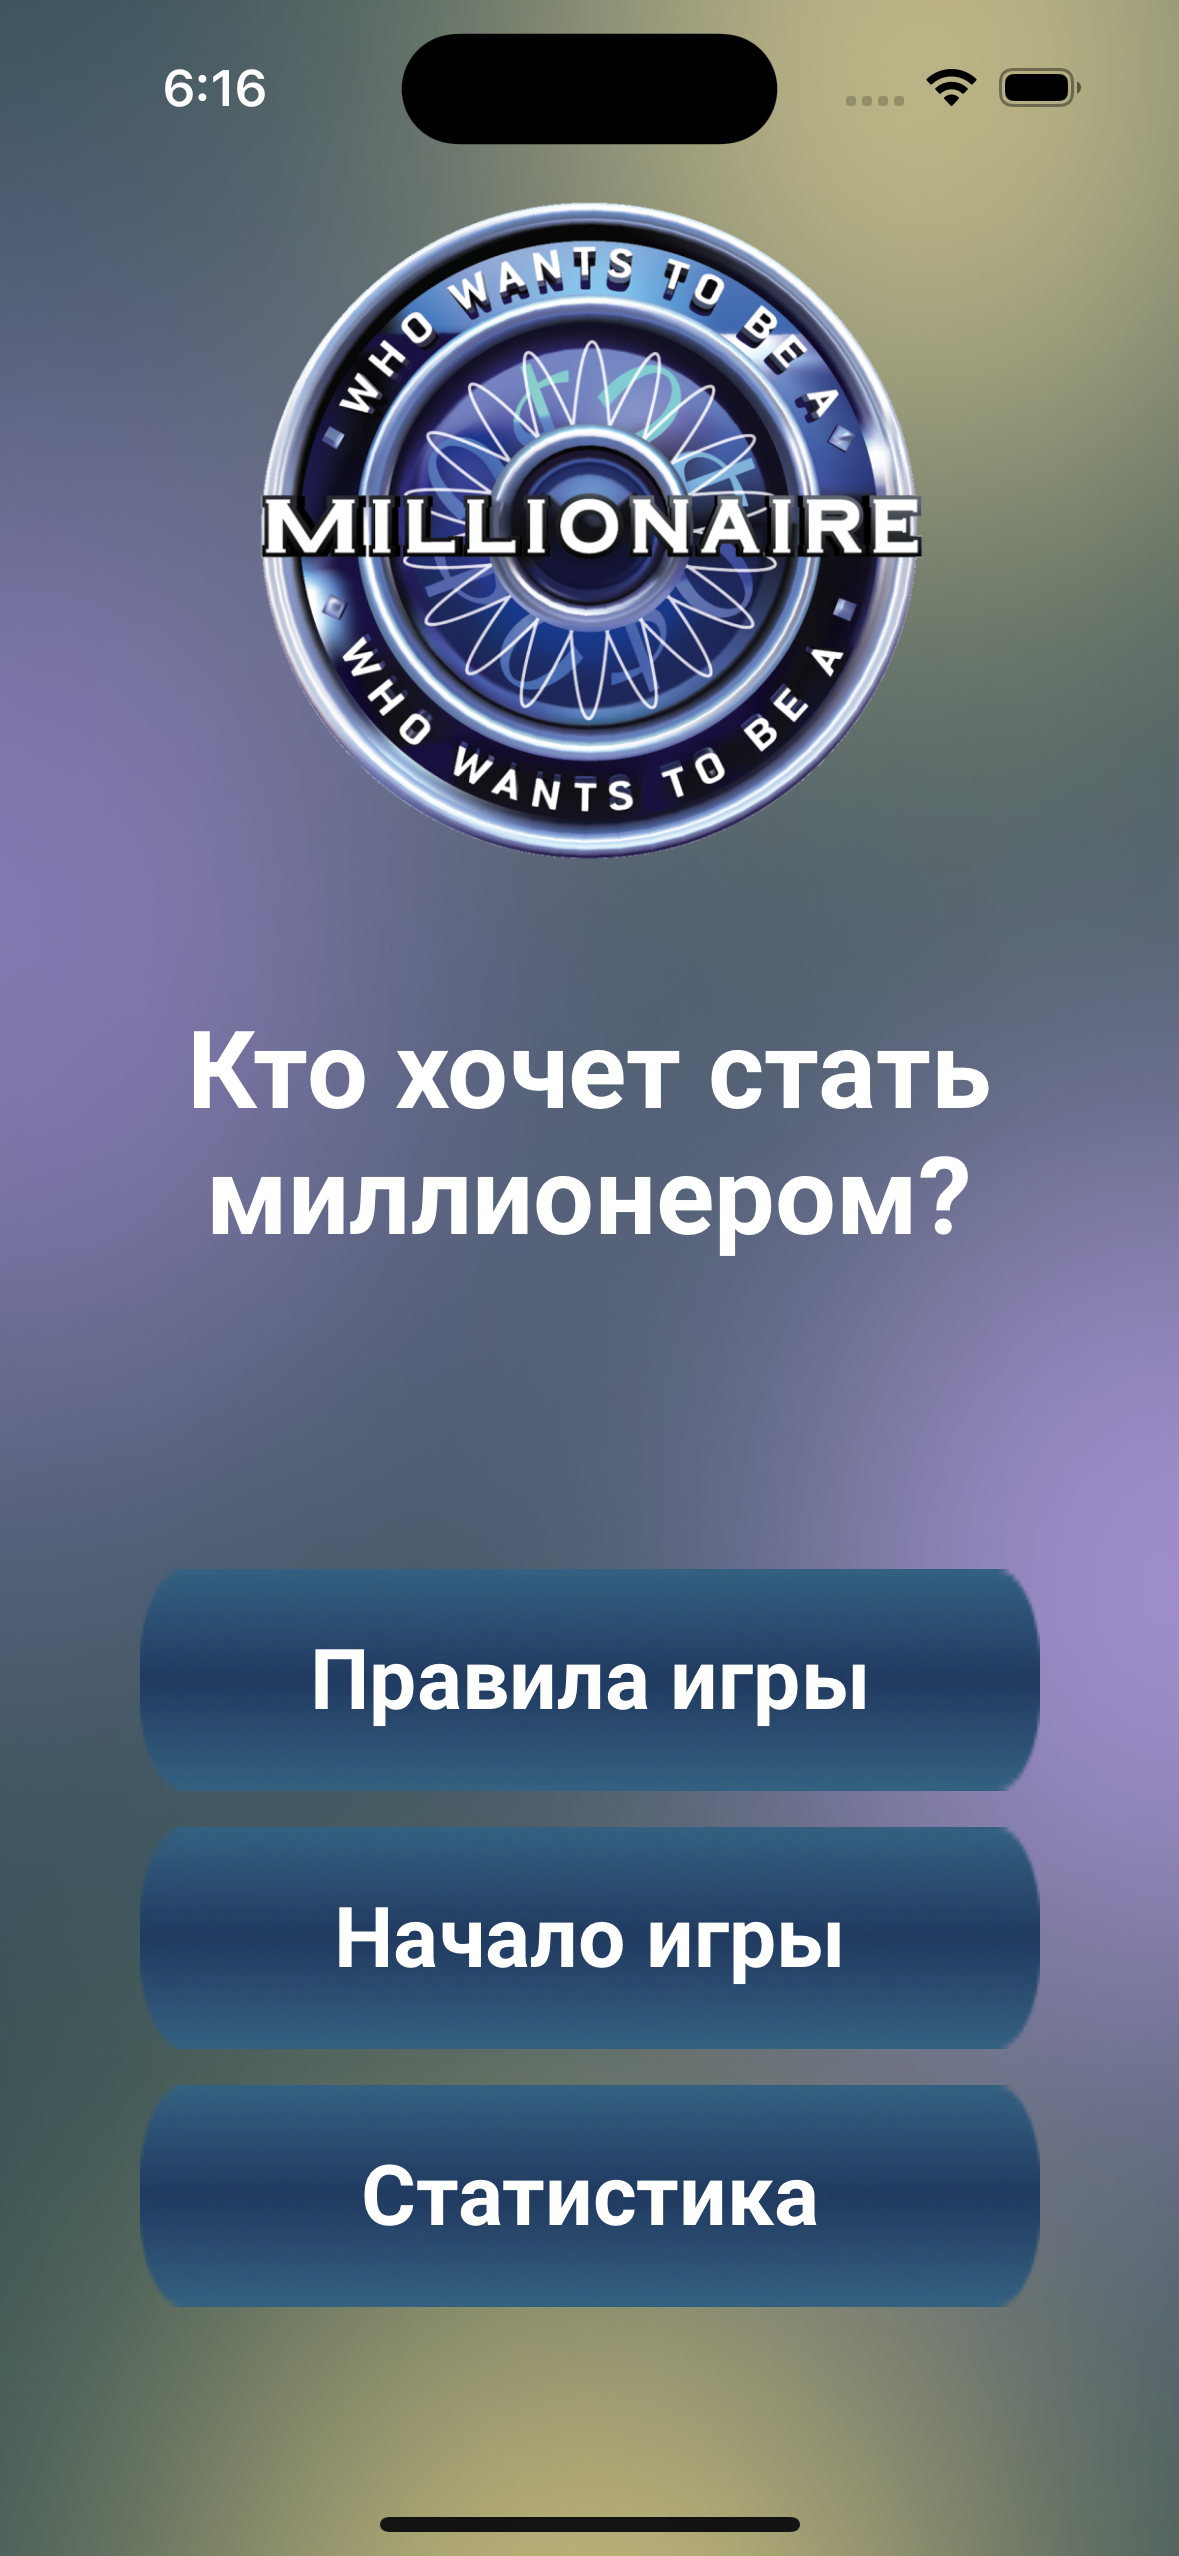 6:16
WHO WANTS TO BE A
MILLIONAIRE
WHO WANTS TO BE A
Кто хочет стать
миллионером?
Правила игры
Начало игры
Статистика